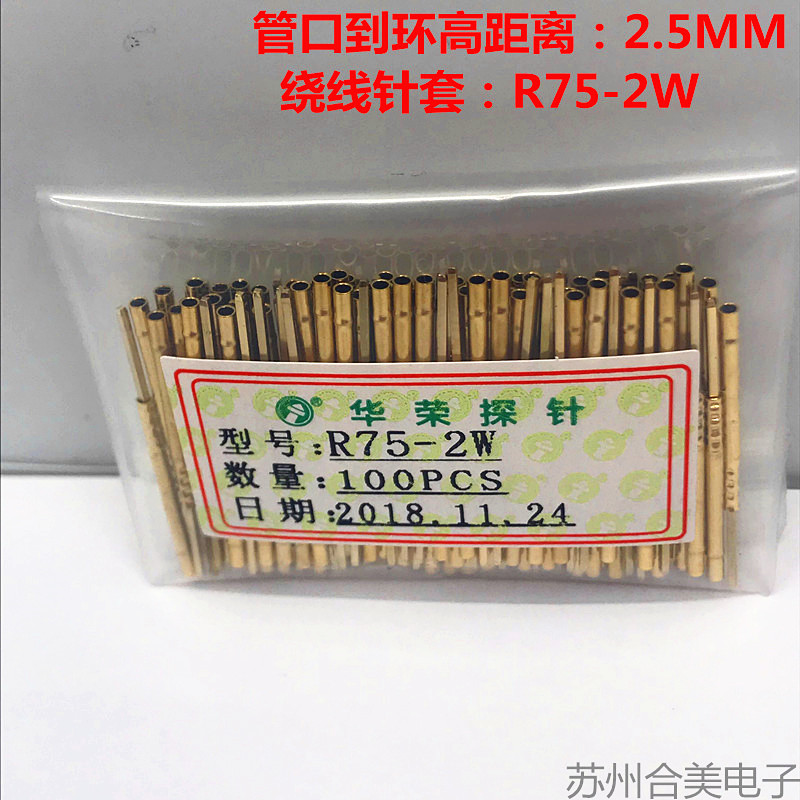 管口到环高距离：2.5MM
绕线针套：R75-2W
华荣探针
型号:R75-2W
数量:100PCS
日期:2018.11.24
苏州合美电子